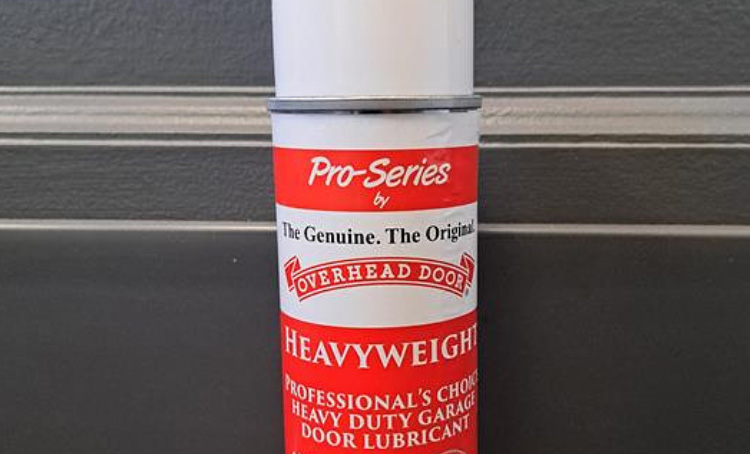 Pro-Series
by
The Genuine. The Original.
OVERHEAD DOOR
HEAVYWEIGHT
PROFESSIONAL'S CHOICE
HEAVY DUTY GARAGE
DOOR LUBRICANT